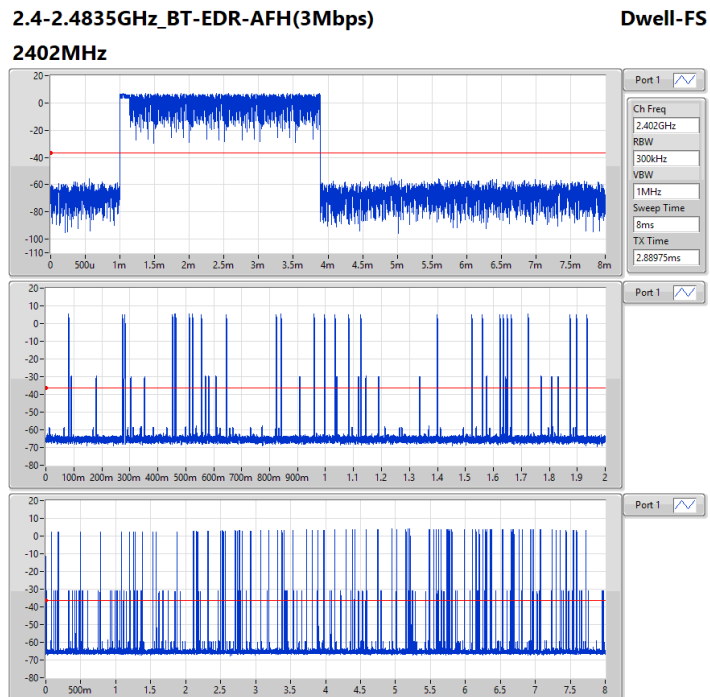 2.4-2.4835GHz_BT-EDR-AFH(3Mbps) Dwell-FS
2402MHz
Port 1
Ch Freq
2.402GHz
RBW
300kHz
VBW
1MHz
Sweep Time
8ms
TX Time
2.88975ms
20
0
-20
-40
-60
-80
-100
-110
0 500u 1m 1.5m 2m 2.5m 3m 3.5m 4m 4.5m 5m 5.5m 6m 6.5m 7m 7.5m 8m
Port 1
20
10
0
-10
-20
-30
-40
-50
-60
-70
-80
0 100m 200m 300m 400m 500m 600m 700m 800m 900m 1 1.1 1.2 1.3 1.4 1.5 1.6 1.7 1.8 1.9 2
Port 1
20
10
0
-10
-20
-30
-40
-50
-60
-70
-80
0 500m 1 1.5 2 2.5 3 3.5 4 4.5 5 5.5 6 6.5 7 7.5 8